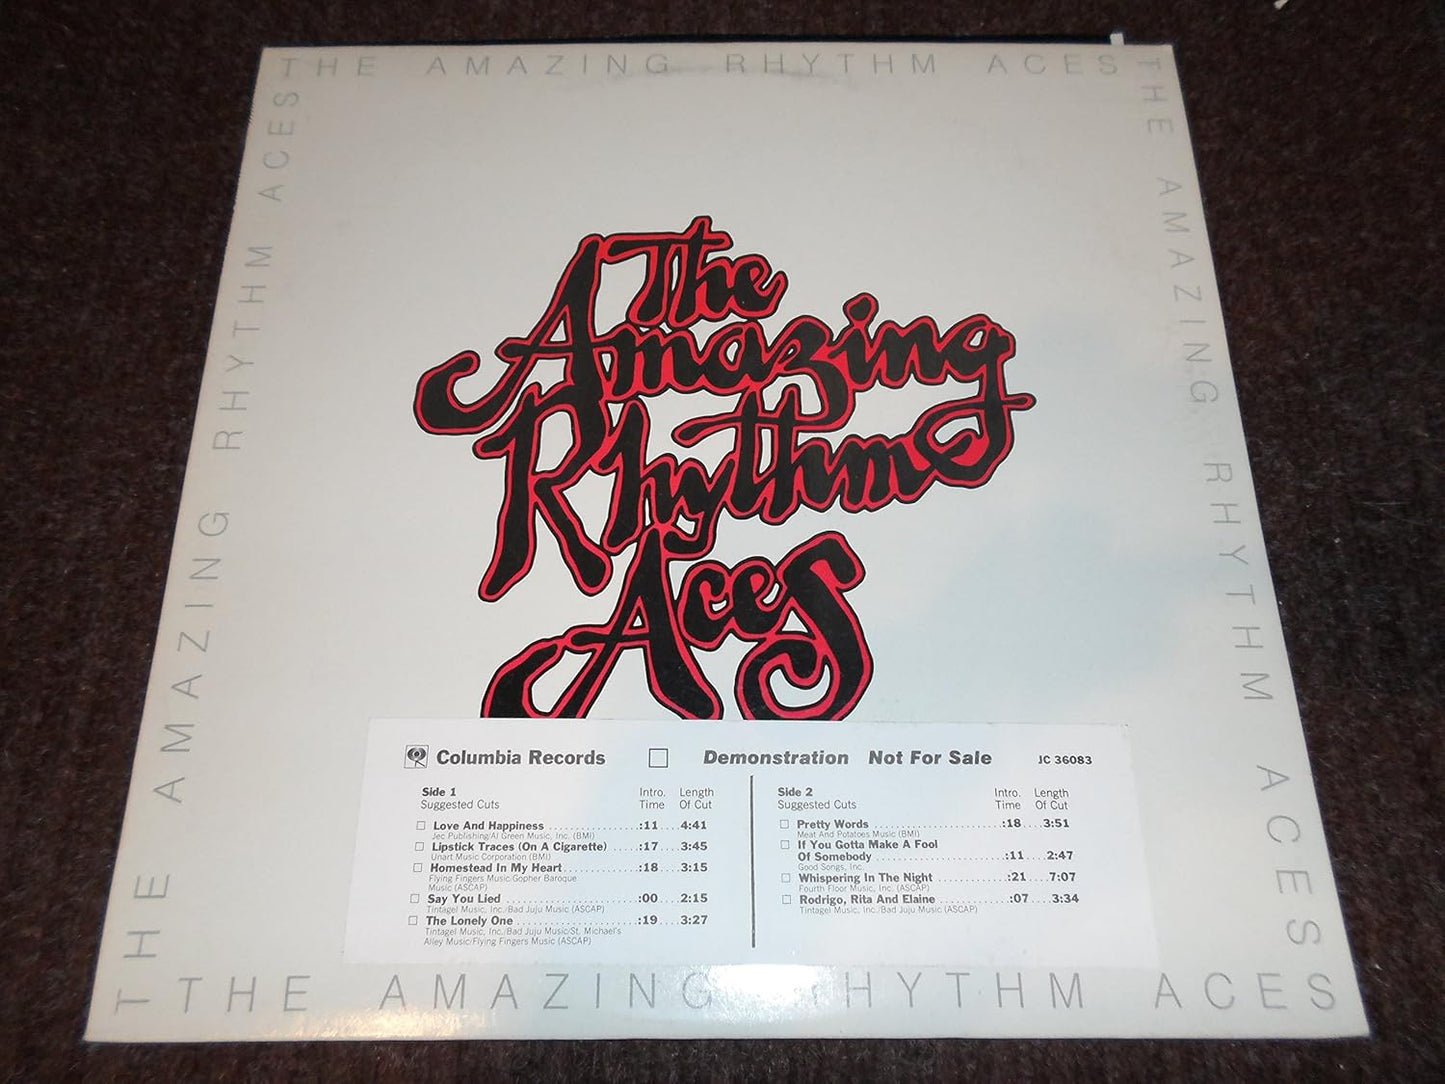 THE AMAZING RHYTHM ACES
THE AMAZING RHYTHM ACES
THE AMAZING RHYTHM ACES
The
Amazing
Rhythm
Aces
Columbia Records Demonstration Not For Sale JC 36083
Side 1 Intro. Length
Suggested Cuts Time Of Cut
Love And Happiness :11 4:41
Jec Publishing/Al Green Music, Inc. (BMI)
Lipstick Traces (On A Cigarette) :17 3:45
Unart Music Corporation (BMI)
Homestead In My Heart :18 3:15
Flying Fingers Music-Gopher Baroque
Music (ASCAP)
Say You Lied :00 2:15
Tintagel Music, Inc./Bad Juju Music (ASCAP)
The Lonely One :19 3:27
Tintagel Music, Inc./Bad Juju Music/St. Michael's
Alley Music/Flying Fingers Music (ASCAP)
Side 2 Intro. Length
Suggested Cuts Time Of Cut
Pretty Words :18 3:51
Meat And Potatoes Music (BMI)
If You Gotta Make A Fool
Of Somebody :11 2:47
Good Songs, Inc.
Whispering In The Night :21 7:07
Fourth Floor Music, Inc. (ASCAP)
Rodrigo, Rita And Elaine :07 3:34
Tintagel Music, Inc./Bad Juju Music (ASCAP)
THE AMAZING RHYTHM ACES